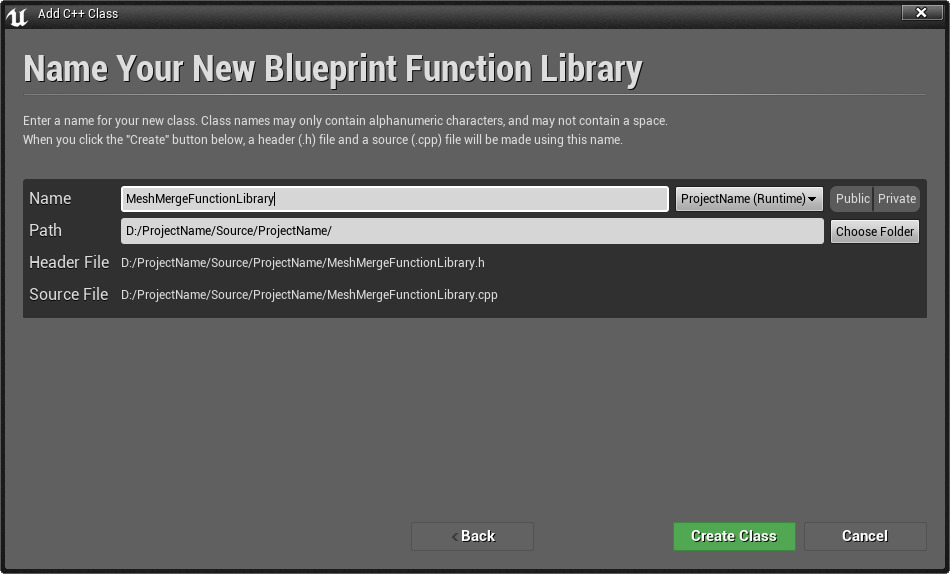 Add C++ Class
Name Your New Blueprint Function Library
Enter a name for your new class. Class names may only contain alphanumeric characters, and may not contain a space.
When you click the "Create" button below, a header (.h) file and a source (.cpp) file will be made using this name.
Name MeshMergeFunctionLibrary ProjectName (Runtime) Public Private
Path D:/ProjectName/Source/ProjectName/ Choose Folder
Header File D:/ProjectName/Source/ProjectName/MeshMergeFunctionLibrary.h
Source File D:/ProjectName/Source/ProjectName/MeshMergeFunctionLibrary.cpp
Back Create Class Cancel